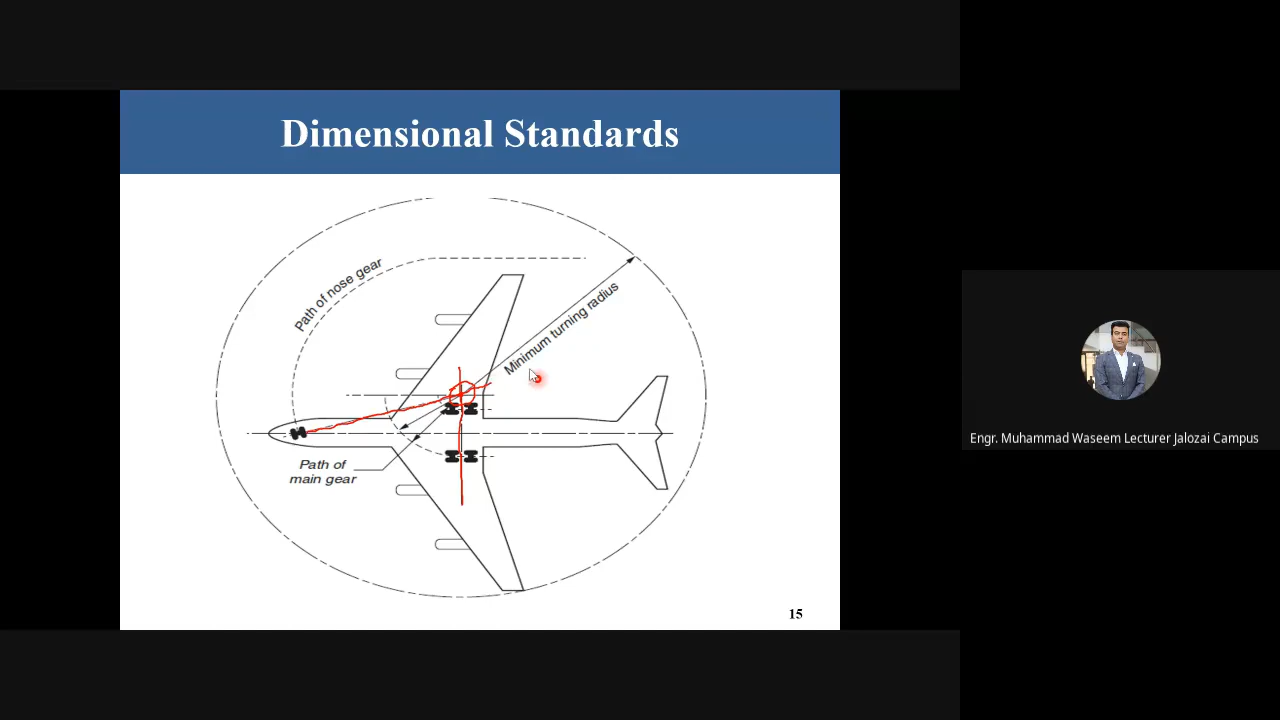 Dimensional Standards
Path of nose gear
Minimum turning radius
Path of
main gear
15
Engr. Muhammad Waseem Lecturer Jalozai Campus